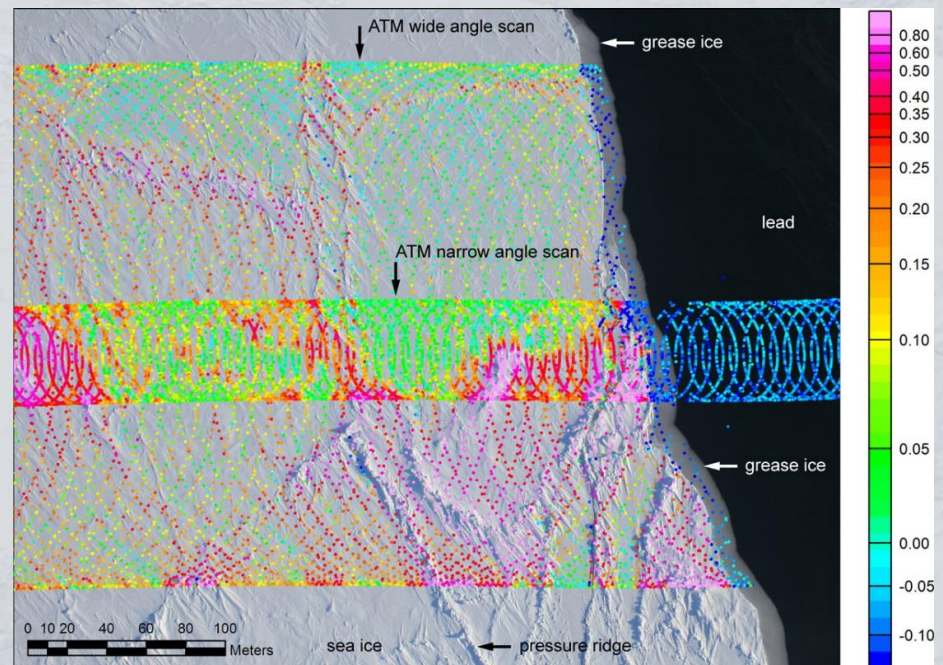 ATM wide angle scan
grease ice
lead
ATM narrow angle scan
grease ice
0 10 20 40 60 80 100
Meters
sea ice
pressure ridge
0.80
0.60
0.50
0.40
0.35
0.30
0.25
0.20
0.15
0.10
0.05
0.00
-0.05
-0.10